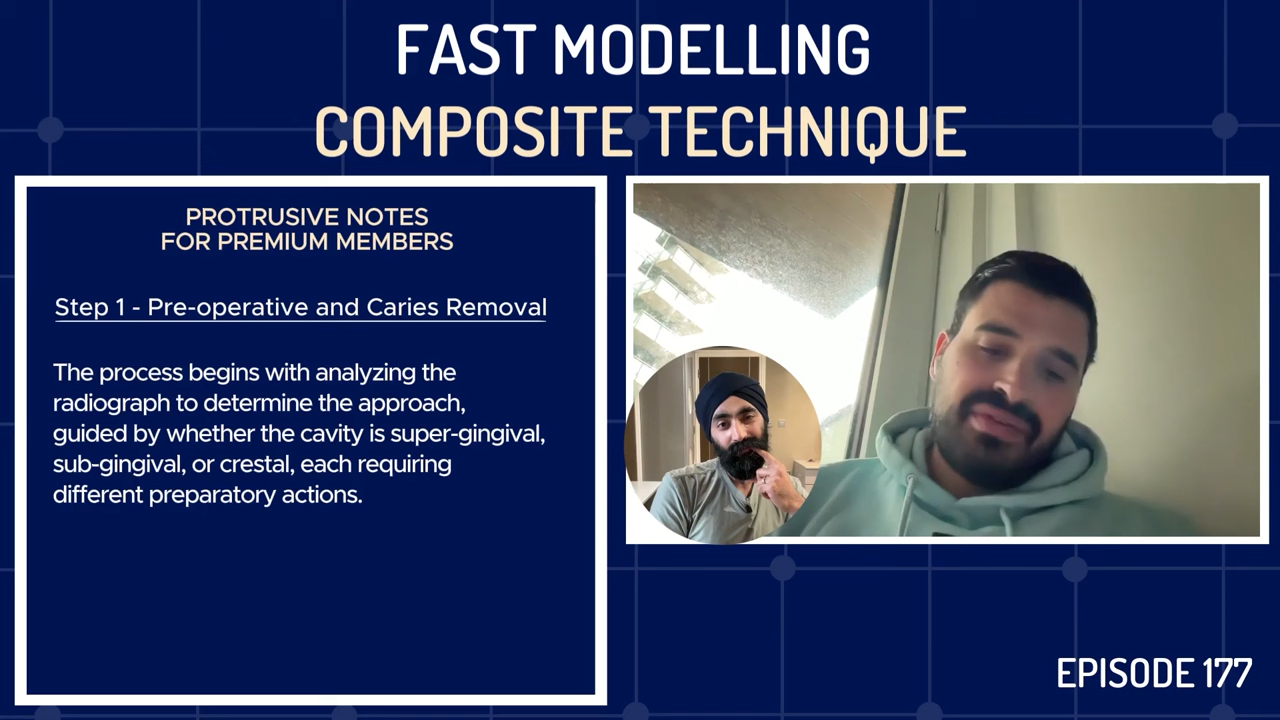 FAST MODELLING
COMPOSITE TECHNIQUE
PROTRUSIVE NOTES
FOR PREMIUM MEMBERS
Step 1 - Pre-operative and Caries Removal
The process begins with analyzing the
radiograph to determine the approach,
guided by whether the cavity is super-gingival,
sub-gingival, or crestal, each requiring
different preparatory actions.
EPISODE 177